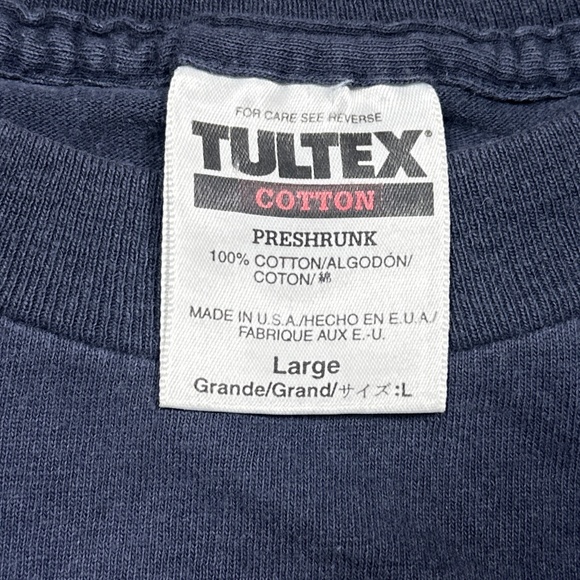 FOR CARE SEE REVERSE
TULTEX®
COTTON
PRESHRUNK
100% COTTON/ALGODÓN/
COTON/綿
MADE IN U.S.A./HECHO EN E.U.A./
FABRIQUE AUX E.-U.
Large
Grande/Grand/サイズ:L